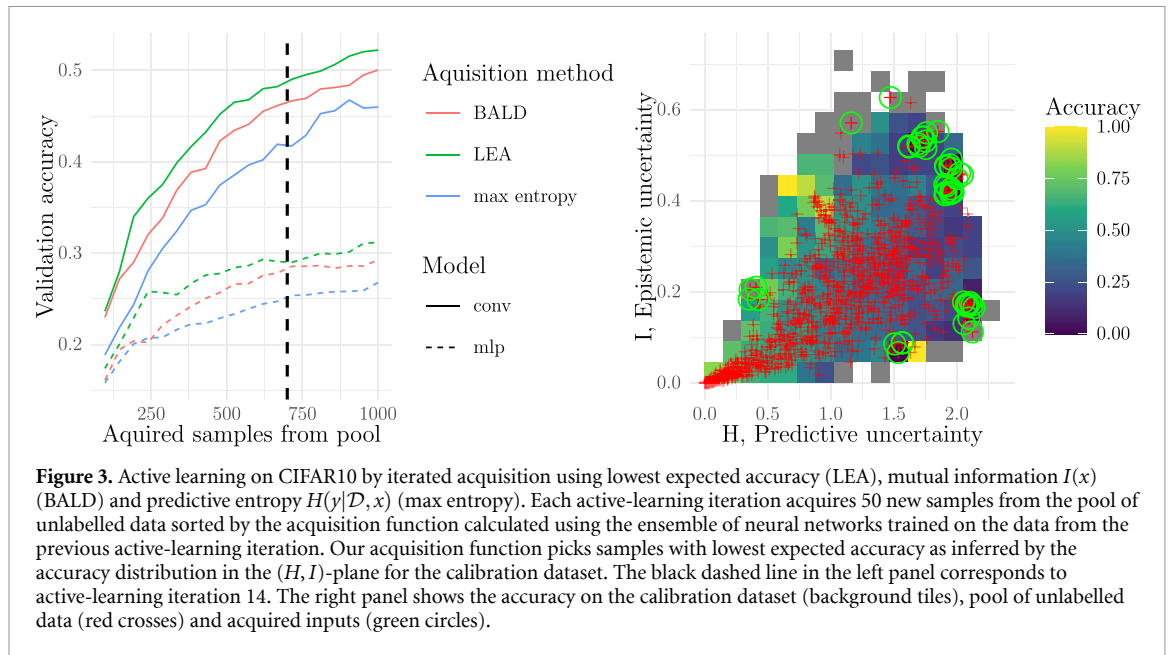 0.5
0.4
0.3
0.2
Validation accuracy
250
500
750
1000
Aquired samples from pool
Aquisition method
BALD
LEA
max entropy
Model
conv
mlp
0.6
0.4
0.2
0.0
I, Epistemic uncertainty
0.0
0.5
1.0
1.5
2.0
H, Predictive uncertainty
Accuracy
1.00
0.75
0.50
0.25
0.00
Figure 3. Active learning on CIFAR10 by iterated acquisition using lowest expected accuracy (LEA), mutual information I(x)
(BALD) and predictive entropy H(y|𝒟, x) (max entropy). Each active-learning iteration acquires 50 new samples from the pool of
unlabelled data sorted by the acquisition function calculated using the ensemble of neural networks trained on the data from the
previous active-learning iteration. Our acquisition function picks samples with lowest expected accuracy as inferred by the
accuracy distribution in the (H, I)-plane for the calibration dataset. The black dashed line in the left panel corresponds to
active-learning iteration 14. The right panel shows the accuracy on the calibration dataset (background tiles), pool of unlabelled
data (red crosses) and acquired inputs (green circles).